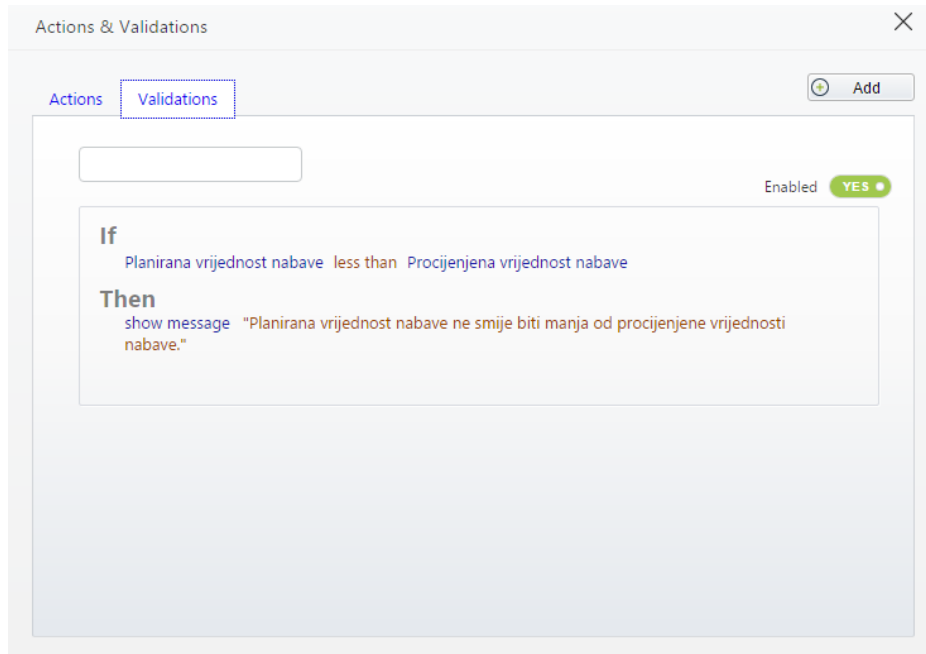 Actions & Validations
Actions
Validations
Add
Enabled
YES
If
Planirana vrijednost nabave less than Procijenjena vrijednost nabave
Then
show message "Planirana vrijednost nabave ne smije biti manja od procijenjene vrijednosti
nabave."